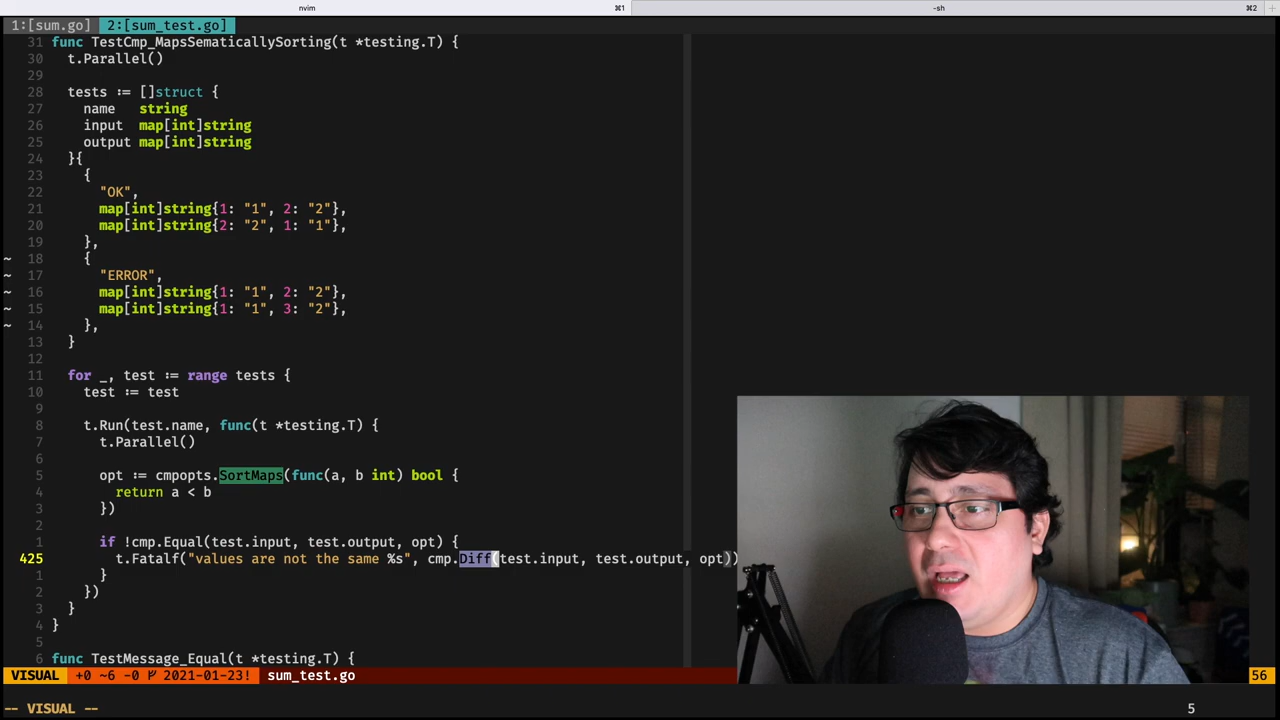 nvim ⌘1 -sh ⌘2 +
1:[sum.go] 2:[sum_test.go]
31 func TestCmp_MapsSematicallySorting(t *testing.T) {
30 t.Parallel()
29
28 tests := []struct {
27 name string
26 input map[int]string
25 output map[int]string
24 }{
23 {
22 "OK",
21 map[int]string{1: "1", 2: "2"},
20 map[int]string{2: "2", 1: "1"},
19 },
~ 18 {
~ 17 "ERROR",
~ 16 map[int]string{1: "1", 2: "2"},
~ 15 map[int]string{1: "1", 3: "2"},
~ 14 },
13 }
12
11 for _, test := range tests {
10 test := test
9
8 t.Run(test.name, func(t *testing.T) {
7 t.Parallel()
6
5 opt := cmpopts.SortMaps(func(a, b int) bool {
4 return a < b
3 })
2
1 if !cmp.Equal(test.input, test.output, opt) {
425 t.Fatalf("values are not the same %s", cmp.Diff(test.input, test.output, opt))
1 }
2 })
3 }
4 }
5
6 func TestMessage_Equal(t *testing.T) {
VISUAL +0 ~6 -0 2021-01-23! sum_test.go 56
-- VISUAL -- 5